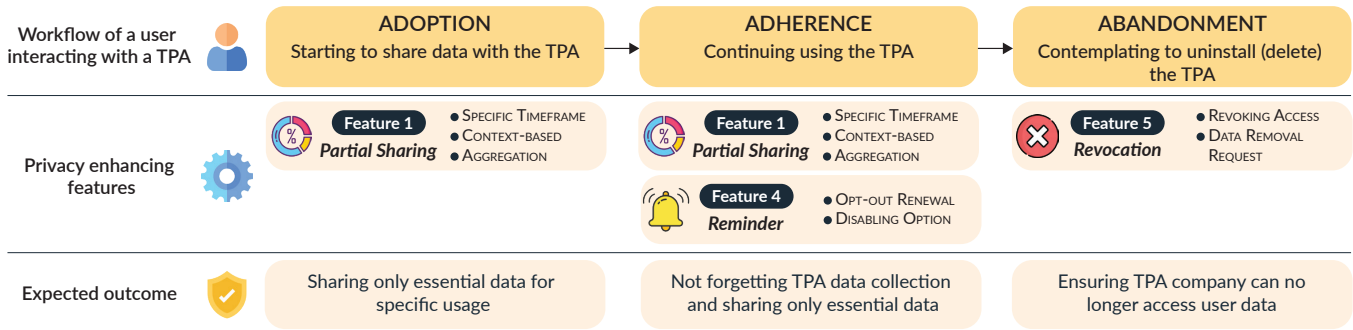 Workflow of a user
interacting with a TPA
ADOPTION
Starting to share data with the TPA
ADHERENCE
Continuing using the TPA
ABANDONMENT
Contemplating to uninstall (delete)
the TPA
Privacy enhancing
features
%
Feature 1
Partial Sharing
● Specific Timeframe
● Context-based
● Aggregation
%
Feature 1
Partial Sharing
● Specific Timeframe
● Context-based
● Aggregation
Feature 4
Reminder
● Opt-out Renewal
● Disabling Option
Feature 5
Revocation
● Revoking Access
● Data Removal
Request
Expected outcome
Sharing only essential data for
specific usage
Not forgetting TPA data collection
and sharing only essential data
Ensuring TPA company can no
longer access user data